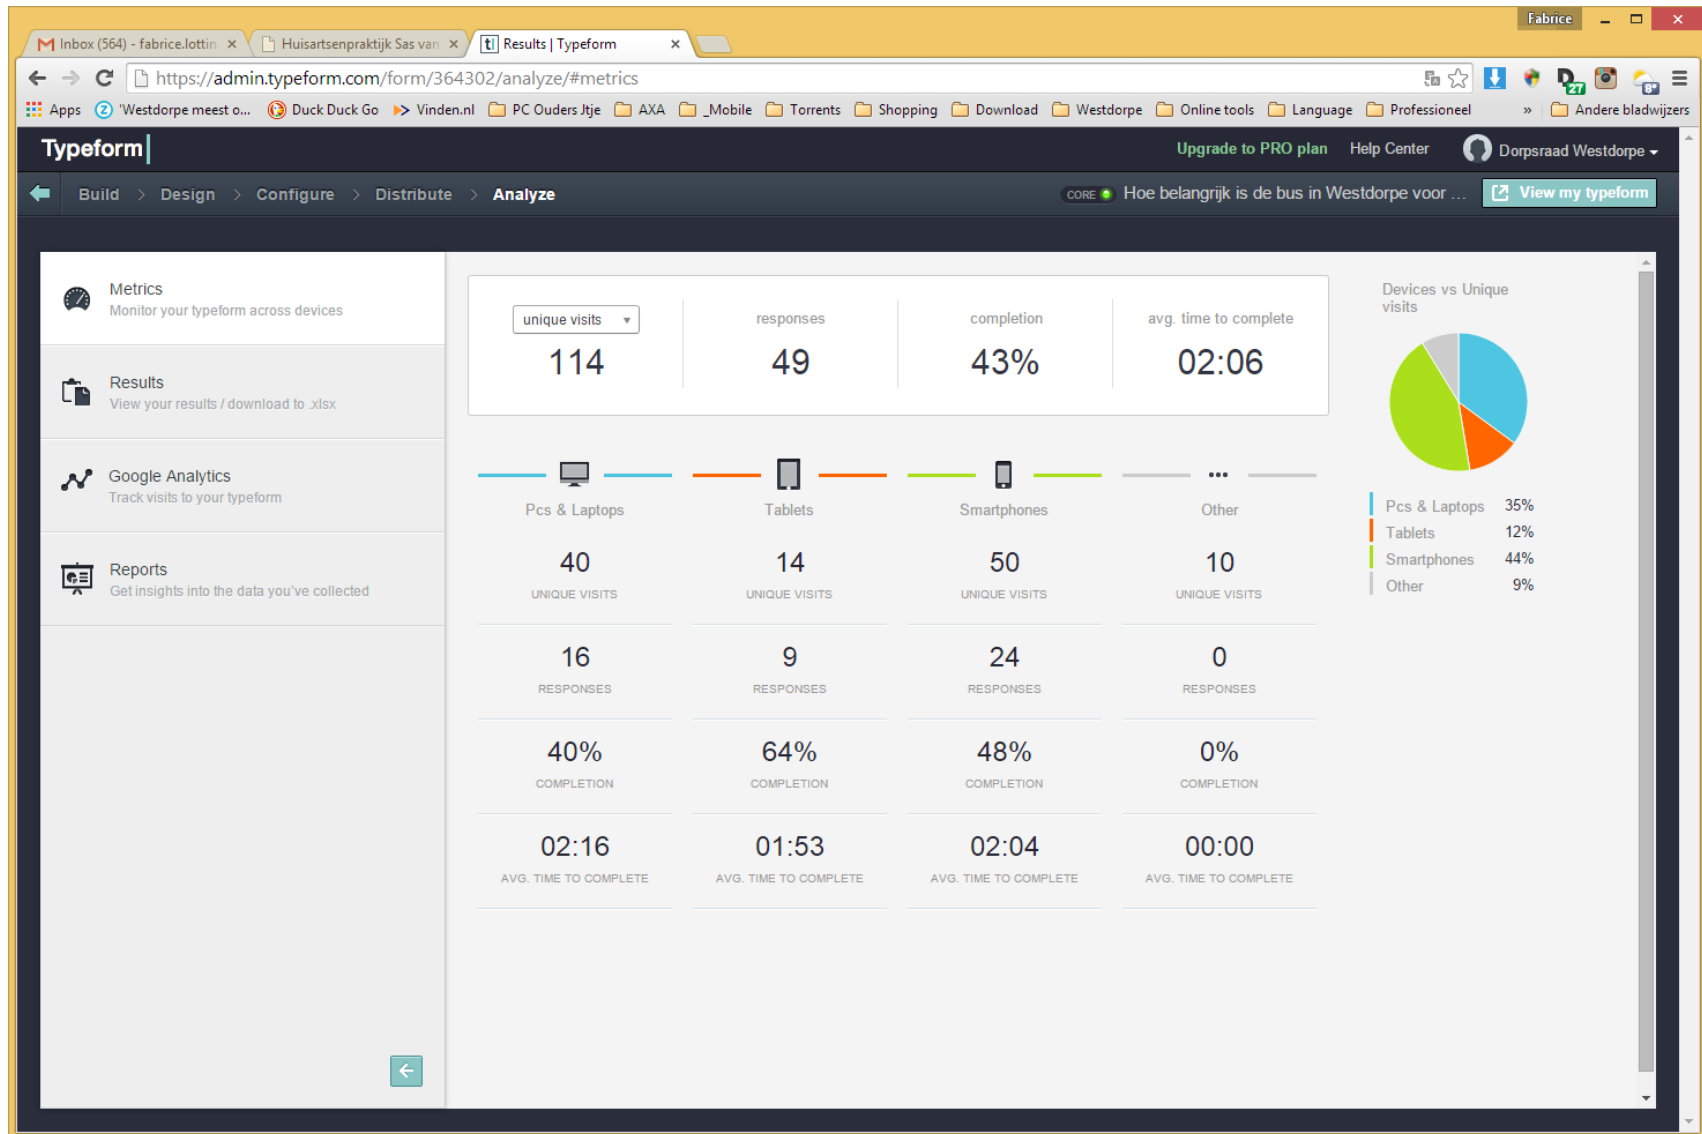 Fabrice
Inbox (564) - fabrice.lottin
Huisartsenpraktijk Sas van
Results | Typeform
https://admin.typeform.com/form/364302/analyze/#metrics
27
8°
Apps
'Westdorpe meest o...
Duck Duck Go
Vinden.nl
PC Ouders Jtje
AXA
_Mobile
Torrents
Shopping
Download
Westdorpe
Online tools
Language
Professioneel
»
Andere bladwijzers
Typeform
Upgrade to PRO plan
Help Center
Dorpsraad Westdorpe
Build > Design > Configure > Distribute > Analyze
CORE
Hoe belangrijk is de bus in Westdorpe voor ...
View my typeform
Metrics
Monitor your typeform across devices
Results
View your results / download to .xlsx
Google Analytics
Track visits to your typeform
Reports
Get insights into the data you've collected
unique visits
responses
completion
avg. time to complete
114
49
43%
02:06
Pcs & Laptops
Tablets
Smartphones
Other
40
14
50
10
UNIQUE VISITS
UNIQUE VISITS
UNIQUE VISITS
UNIQUE VISITS
16
9
24
0
RESPONSES
RESPONSES
RESPONSES
RESPONSES
40%
64%
48%
0%
COMPLETION
COMPLETION
COMPLETION
COMPLETION
02:16
01:53
02:04
00:00
AVG. TIME TO COMPLETE
AVG. TIME TO COMPLETE
AVG. TIME TO COMPLETE
AVG. TIME TO COMPLETE
Devices vs Unique
visits
Pcs & Laptops 35%
Tablets 12%
Smartphones 44%
Other 9%